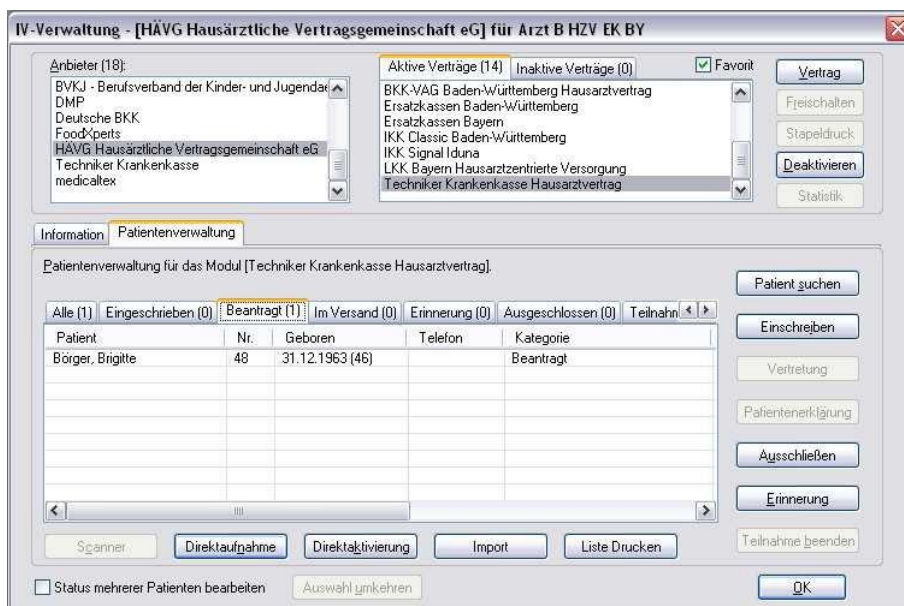 IV-Verwaltung - [HÄVG Hausärztliche Vertragsgemeinschaft eG] für Arzt B HZV EK BY
Anbieter (18):
BVKJ - Berufsverband der Kinder- und Jugendae
DMP
Deutsche BKK
FoodXperts
HÄVG Hausärztliche Vertragsgemeinschaft eG
Techniker Krankenkasse
medicaltex
Aktive Verträge (14) Inaktive Verträge (0)
Favorit
BKK-VAG Baden-Württemberg Hausarztvertrag
Ersatzkassen Baden-Württemberg
Ersatzkassen Bayern
IKK Classic Baden-Württemberg
IKK Signal Iduna
LKK Bayern Hausarztzentrierte Versorgung
Techniker Krankenkasse Hausarztvertrag
Vertrag
Freischalten
Stapeldruck
Deaktivieren
Statistik
Information Patientenverwaltung
Patientenverwaltung für das Modul [Techniker Krankenkasse Hausarztvertrag].
Alle (1) Eingeschrieben (0) Beantragt (1) Im Versand (0) Erinnerung (0) Ausgeschlossen (0) Teilnahm
Patient Nr. Geboren Telefon Kategorie
Börger, Brigitte 48 31.12.1963 (46) Beantragt
Patient suchen
Einschreiben
Vertretung
Patientenerklärung
Ausschließen
Erinnerung
Teilnahme beenden
Scanner Direktaufnahme Direktaktivierung Import Liste Drucken
Status mehrerer Patienten bearbeiten Auswahl umkehren OK